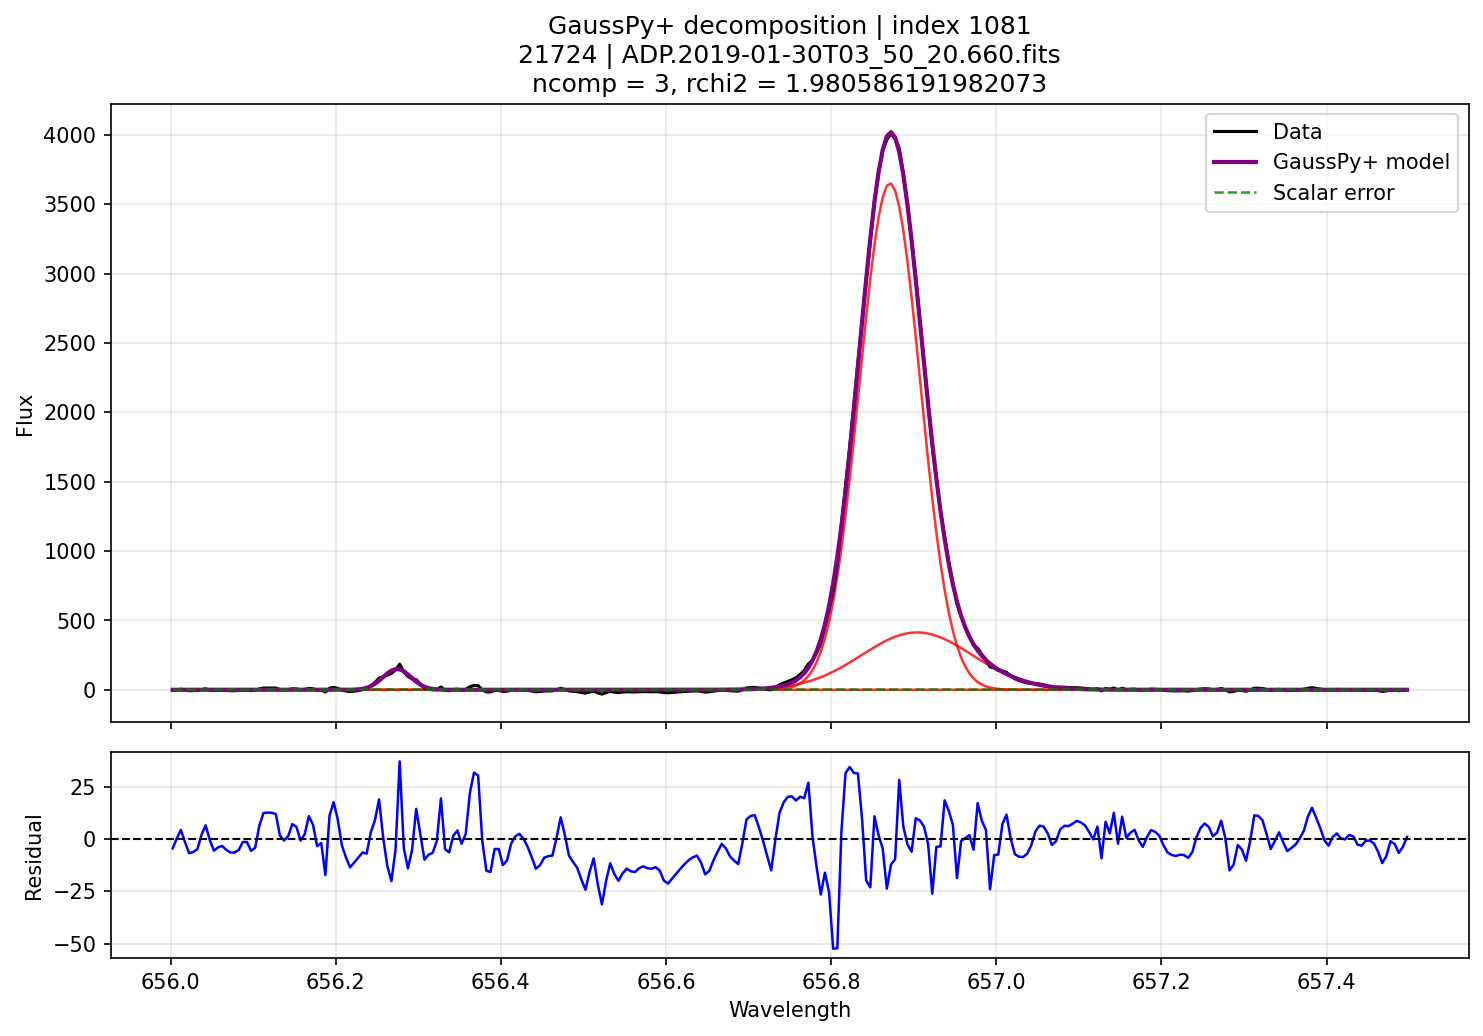 GaussPy+ decomposition | index 1081
21724 | ADP.2019-01-30T03_50_20.660.fits
ncomp = 3, rchi2 = 1.980586191982073
Data
GaussPy+ model
Scalar error
4000
3500
3000
2500
2000
1500
1000
500
0
Flux
25
0
−25
−50
Residual
656.0
656.2
656.4
656.6
656.8
657.0
657.2
657.4
Wavelength